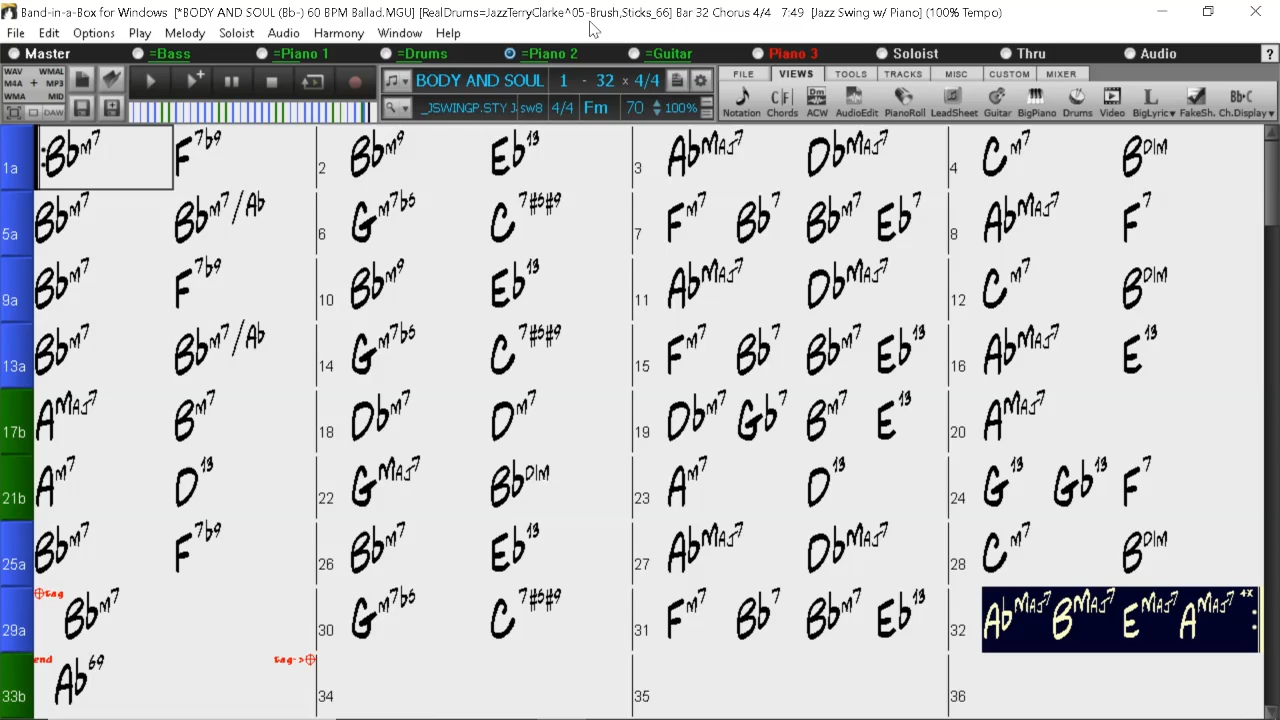 Band-in-a-Box for Windows [*BODY AND SOUL (Bb-) 60 BPM Ballad.MGU] [RealDrums=JazzTerryClarke^05-Brush,Sticks_66] Bar 32 Chorus 4/4 7:49 [Jazz Swing w/ Piano] (100% Tempo)
File Edit Options Play Melody Soloist Audio Harmony Window Help
Master =Bass =Piano 1 =Drums =Piano 2 =Guitar Piano 3 Soloist Thru Audio ?
WAV WMAL
M4A + MP3
WMA MID
DAW
BODY AND SOUL 1 - 32 x 4/4
_JSWINGP.STY J sw8 4/4 Fm 70 100%
FILE VIEWS TOOLS TRACKS MISC CUSTOM MIXER
C|F| Dm Bb·C
Notation Chords ACW AudioEdit PianoRoll LeadSheet Guitar BigPiano Drums Video BigLyric FakeSh. Ch.Display
1a :Bbm7 F7b9 2 Bbm9 Eb13 3 AbMAJ7 DbMAJ7 4 Cm7 BDIM
5a Bbm7 Bbm7/Ab 6 Gm7b5 C7#5#9 7 Fm7 Bb7 Bbm7 Eb7 8 AbMAJ7 F7
9a Bbm7 F7b9 10 Bbm9 Eb13 11 AbMAJ7 DbMAJ7 12 Cm7 BDIM
13a Bbm7 Bbm7/Ab 14 Gm7b5 C7#5#9 15 Fm7 Bb7 Bbm7 Eb13 16 AbMAJ7 E13
17b AMAJ7 Bm7 18 Dbm7 Dm7 19 Dbm7 Gb7 Bm7 E13 20 AMAJ7
21b Am7 D13 22 GMAJ7 BbDIM 23 Am7 D13 24 G13 Gb13 F7
25a Bbm7 F7b9 26 Bbm7 Eb13 27 AbMAJ7 DbMAJ7 28 Cm7 BDIM
tag
29a Bbm7 30 Gm7b5 C7#5#9 31 Fm7 Bb7 Bbm7 Eb13 32 AbMAJ7 BMAJ7 EMAJ7 AMAJ7 +x :
end tag->
33b Ab69 34 35 36